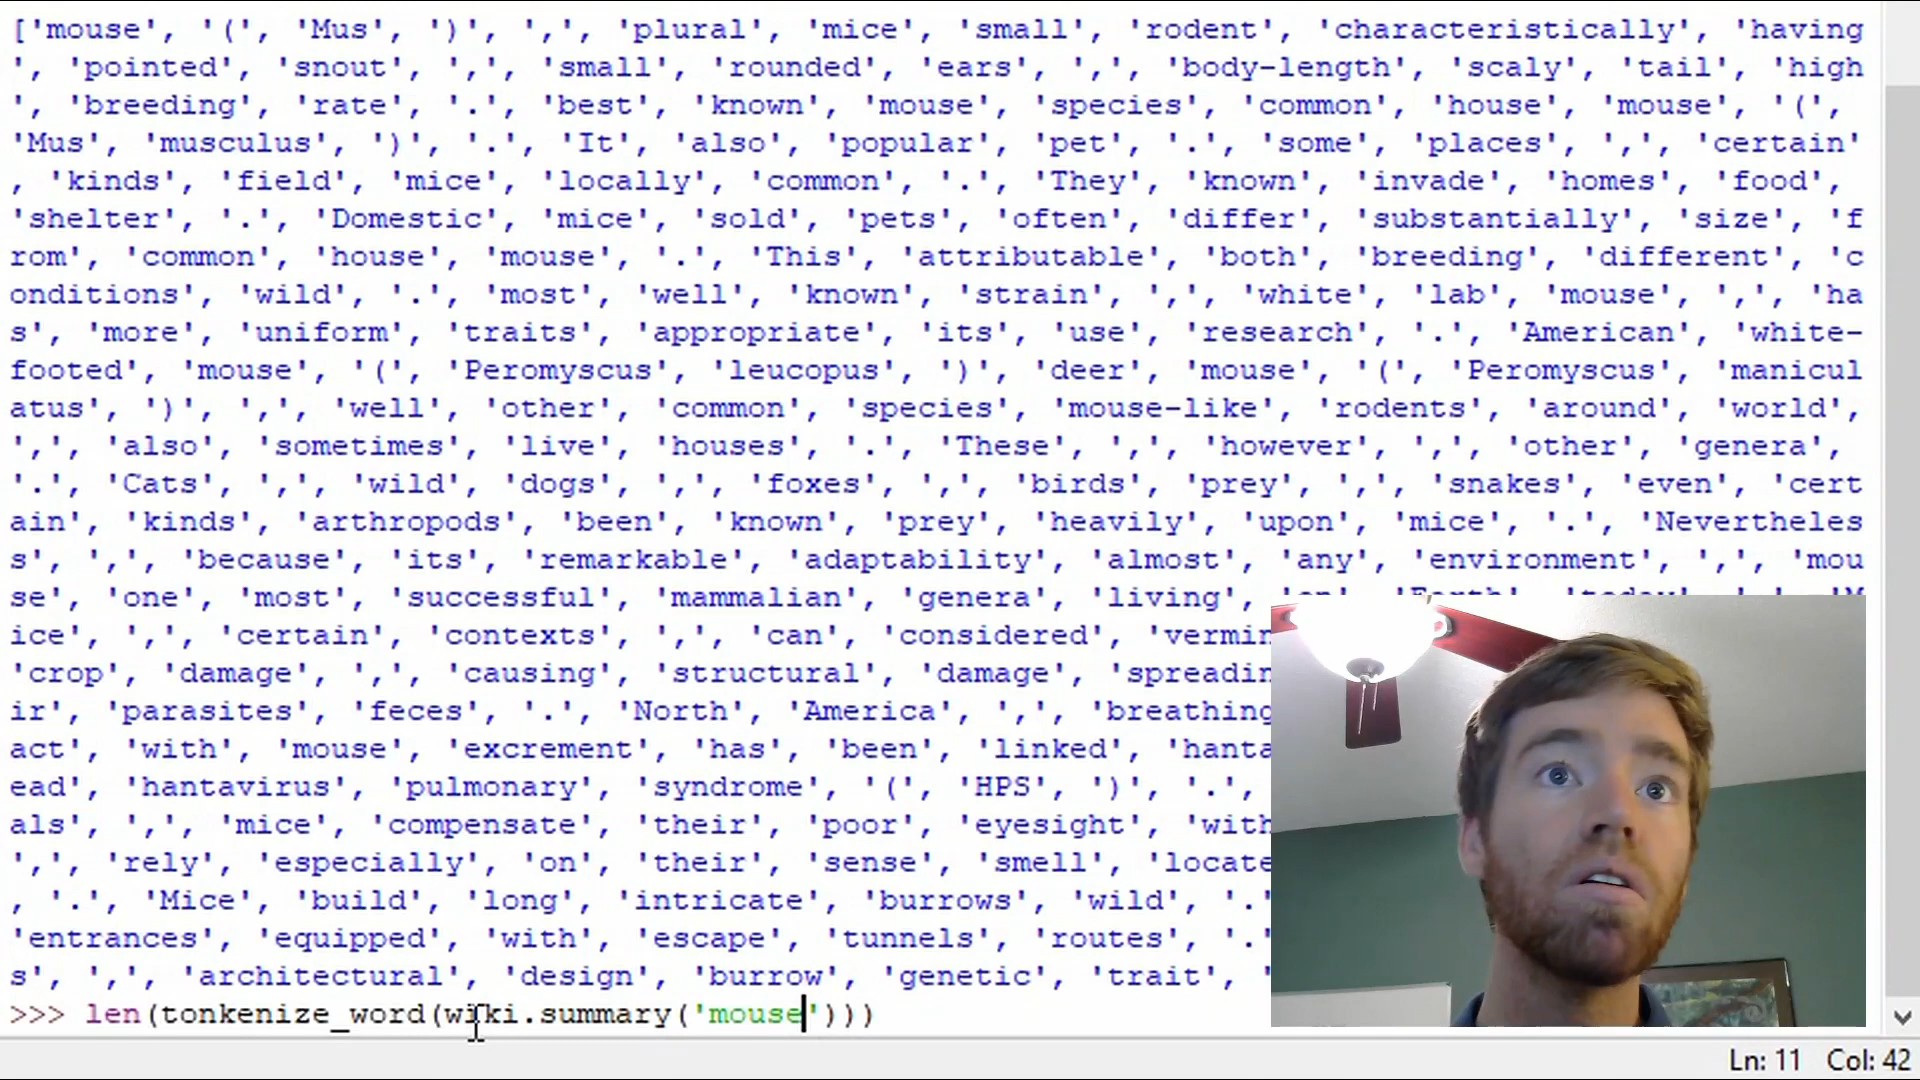 ['mouse', '(', 'Mus', ')', ',', 'plural', 'mice', 'small', 'rodent', 'characteristically', 'having
', 'pointed', 'snout', ',', 'small', 'rounded', 'ears', ',', 'body-length', 'scaly', 'tail', 'high
', 'breeding', 'rate', '.', 'best', 'known', 'mouse', 'species', 'common', 'house', 'mouse', '(',
'Mus', 'musculus', ')', '.', 'It', 'also', 'popular', 'pet', '.', 'some', 'places', ',', 'certain'
, 'kinds', 'field', 'mice', 'locally', 'common', '.', 'They', 'known', 'invade', 'homes', 'food',
'shelter', '.', 'Domestic', 'mice', 'sold', 'pets', 'often', 'differ', 'substantially', 'size', 'f
rom', 'common', 'house', 'mouse', '.', 'This', 'attributable', 'both', 'breeding', 'different', 'c
onditions', 'wild', '.', 'most', 'well', 'known', 'strain', ',', 'white', 'lab', 'mouse', ',', 'ha
s', 'more', 'uniform', 'traits', 'appropriate', 'its', 'use', 'research', '.', 'American', 'white-
footed', 'mouse', '(', 'Peromyscus', 'leucopus', ')', 'deer', 'mouse', '(', 'Peromyscus', 'manicul
atus', ')', ',', 'well', 'other', 'common', 'species', 'mouse-like', 'rodents', 'around', 'world',
',', 'also', 'sometimes', 'live', 'houses', '.', 'These', ',', 'however', ',', 'other', 'genera',
'.', 'Cats', ',', 'wild', 'dogs', ',', 'foxes', ',', 'birds', 'prey', ',', 'snakes', 'even', 'cert
ain', 'kinds', 'arthropods', 'been', 'known', 'prey', 'heavily', 'upon', 'mice', '.', 'Nevertheles
s', ',', 'because', 'its', 'remarkable', 'adaptability', 'almost', 'any', 'environment', ',', 'mou
se', 'one', 'most', 'successful', 'mammalian', 'genera', 'living',
ice', ',', 'certain', 'contexts', ',', 'can', 'considered', 'vermin
'crop', 'damage', ',', 'causing', 'structural', 'damage', 'spreadin
ir', 'parasites', 'feces', '.', 'North', 'America', ',', 'breathing
act', 'with', 'mouse', 'excrement', 'has', 'been', 'linked', 'hanta
ead', 'hantavirus', 'pulmonary', 'syndrome', '(', 'HPS', ')', '.',
als', ',', 'mice', 'compensate', 'their', 'poor', 'eyesight', 'with
',', 'rely', 'especially', 'on', 'their', 'sense', 'smell', 'locate
, '.', 'Mice', 'build', 'long', 'intricate', 'burrows', 'wild', '.'
'entrances', 'equipped', 'with', 'escape', 'tunnels', 'routes', '.'
s', ',', 'architectural', 'design', 'burrow', 'genetic', 'trait', '
>>> len(tonkenize_word(wiki.summary('mouse')))
Ln: 11 Col: 42